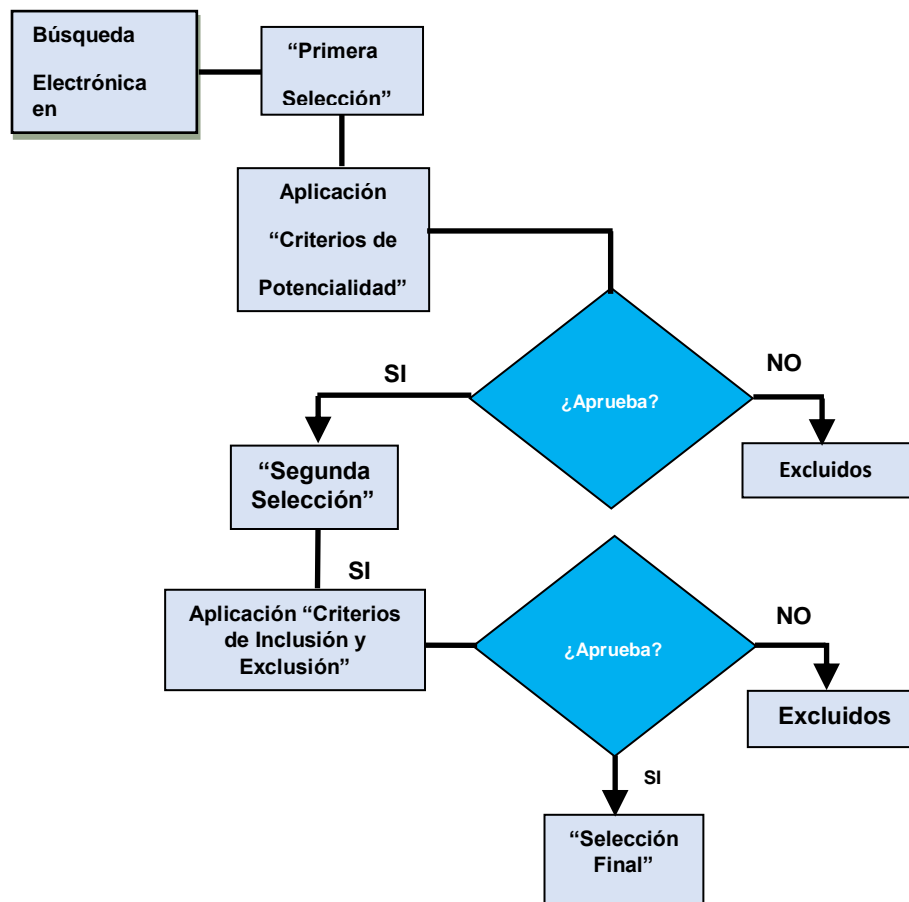 Búsqueda
Electrónica
en
“Primera
Selección”
Aplicación
“Criterios de
Potencialidad”
¿Aprueba?
SI
NO
“Segunda
Selección”
Excluidos
SI
Aplicación “Criterios
de Inclusión y
Exclusión”
¿Aprueba?
NO
Excluidos
SI
“Selección
Final”